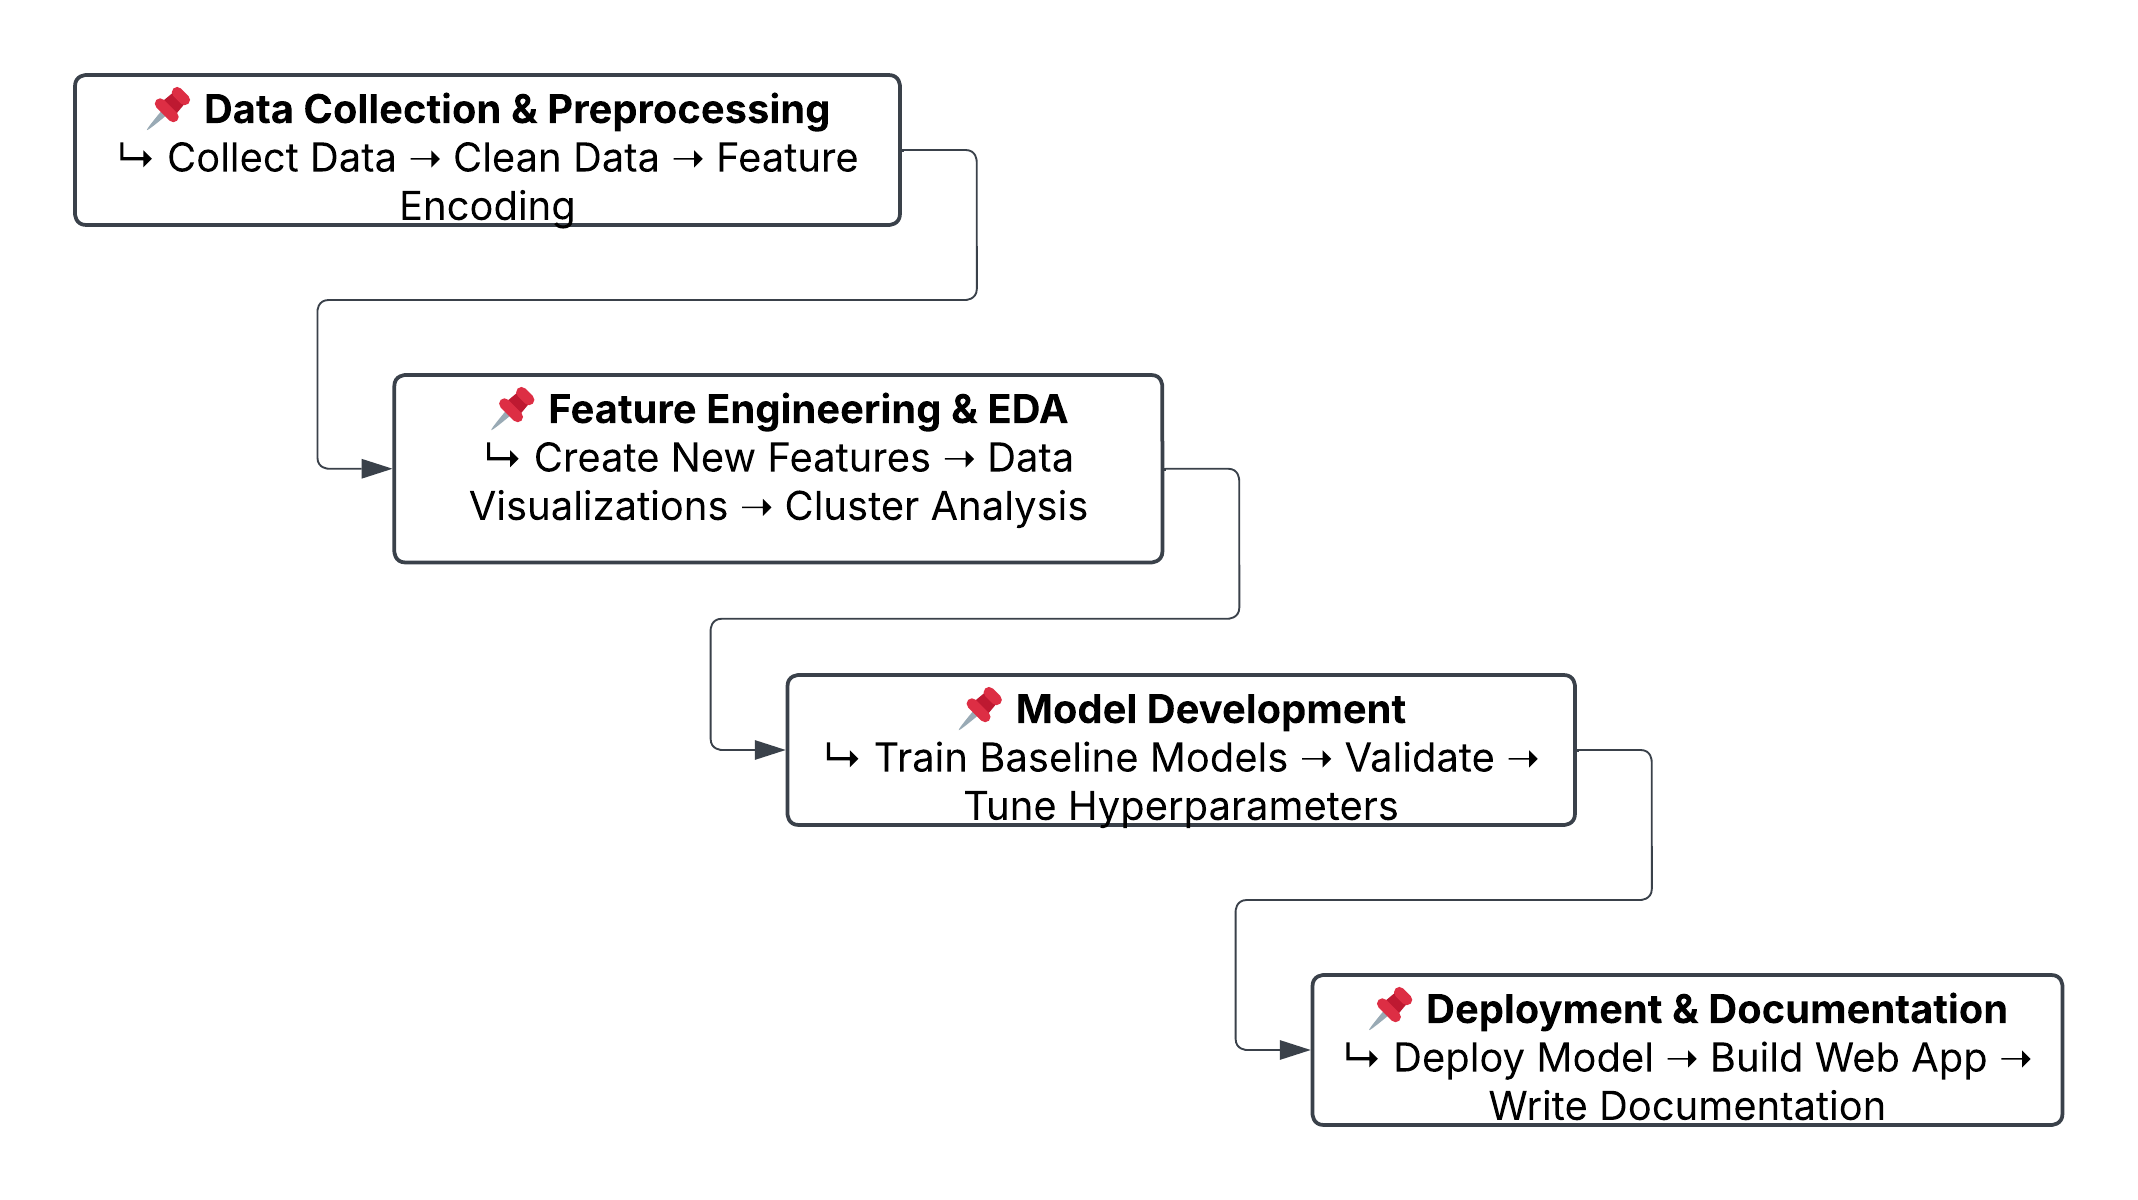 📌 Data Collection & Preprocessing
↳ Collect Data → Clean Data → Feature
Encoding
📌 Feature Engineering & EDA
↳ Create New Features → Data
Visualizations → Cluster Analysis
📌 Model Development
↳ Train Baseline Models → Validate →
Tune Hyperparameters
📌 Deployment & Documentation
↳ Deploy Model → Build Web App →
Write Documentation